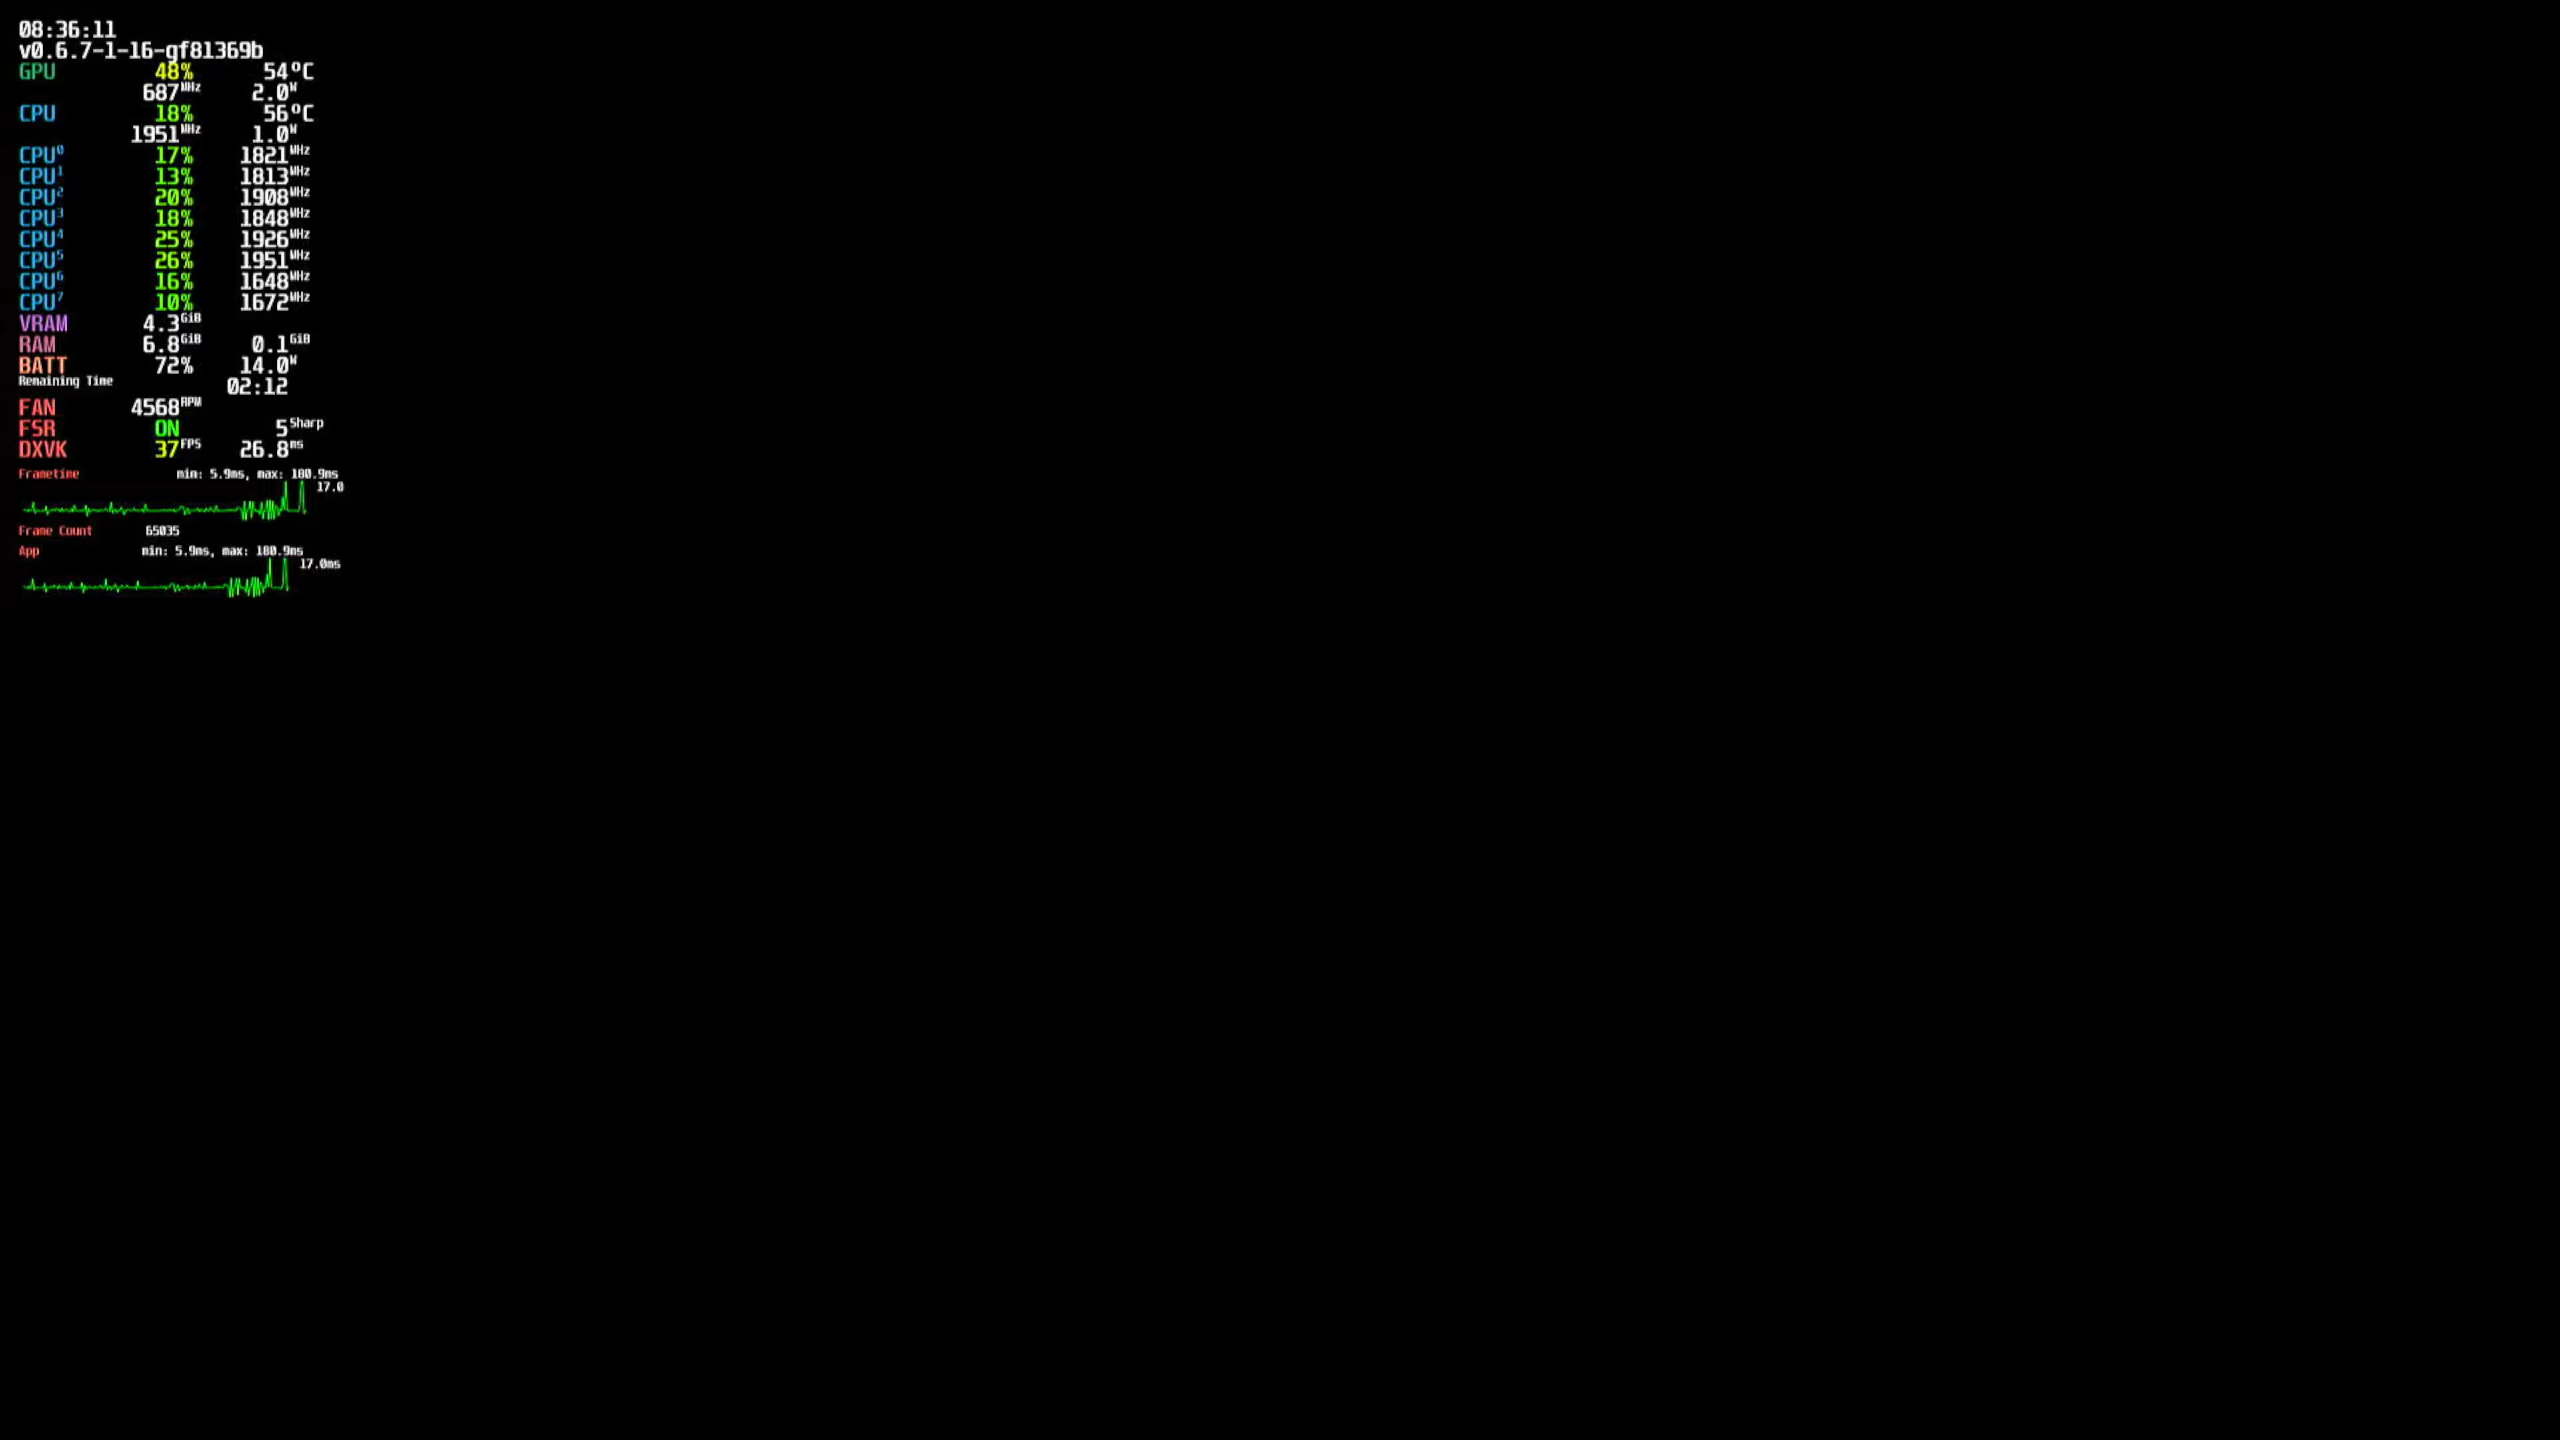 08:36:11
v0.6.7-1-16-gf81369b
GPU 48% 54°C
687MHz 2.0W
CPU 18% 56°C
1951MHz 1.0W
CPU0 17% 1821MHz
CPU1 13% 1813MHz
CPU2 20% 1908MHz
CPU3 18% 1848MHz
CPU4 25% 1926MHz
CPU5 26% 1951MHz
CPU6 16% 1648MHz
CPU7 10% 1672MHz
VRAM 4.3GiB
RAM 6.8GiB 0.1GiB
BATT 72% 14.0W
Remaining Time 02:12
FAN 4568RPM
FSR ON 5Sharp
DXVK 37FPS 26.8ms
Frametime min: 5.9ms, max: 180.9ms
17.0
Frame Count 65035
App min: 5.9ms, max: 180.9ms
17.0ms